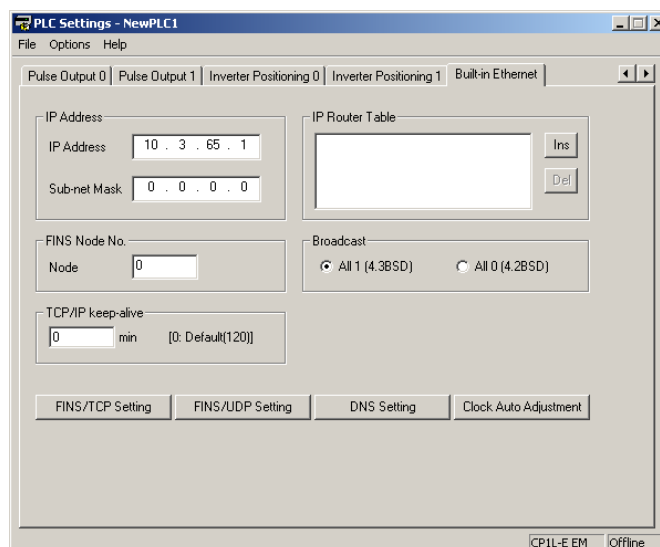 PLC Settings - NewPLC1
File Options Help
Pulse Output 0 Pulse Output 1 Inverter Positioning 0 Inverter Positioning 1 Built-in Ethernet
IP Address
IP Address 10 . 3 . 65 . 1
Sub-net Mask 0 . 0 . 0 . 0
IP Router Table
Ins
Del
FINS Node No.
Node 0
Broadcast
All 1 (4.3BSD) All 0 (4.2BSD)
TCP/IP keep-alive
0 min [0: Default(120)]
FINS/TCP Setting FINS/UDP Setting DNS Setting Clock Auto Adjustment
CP1L-E EM Offline